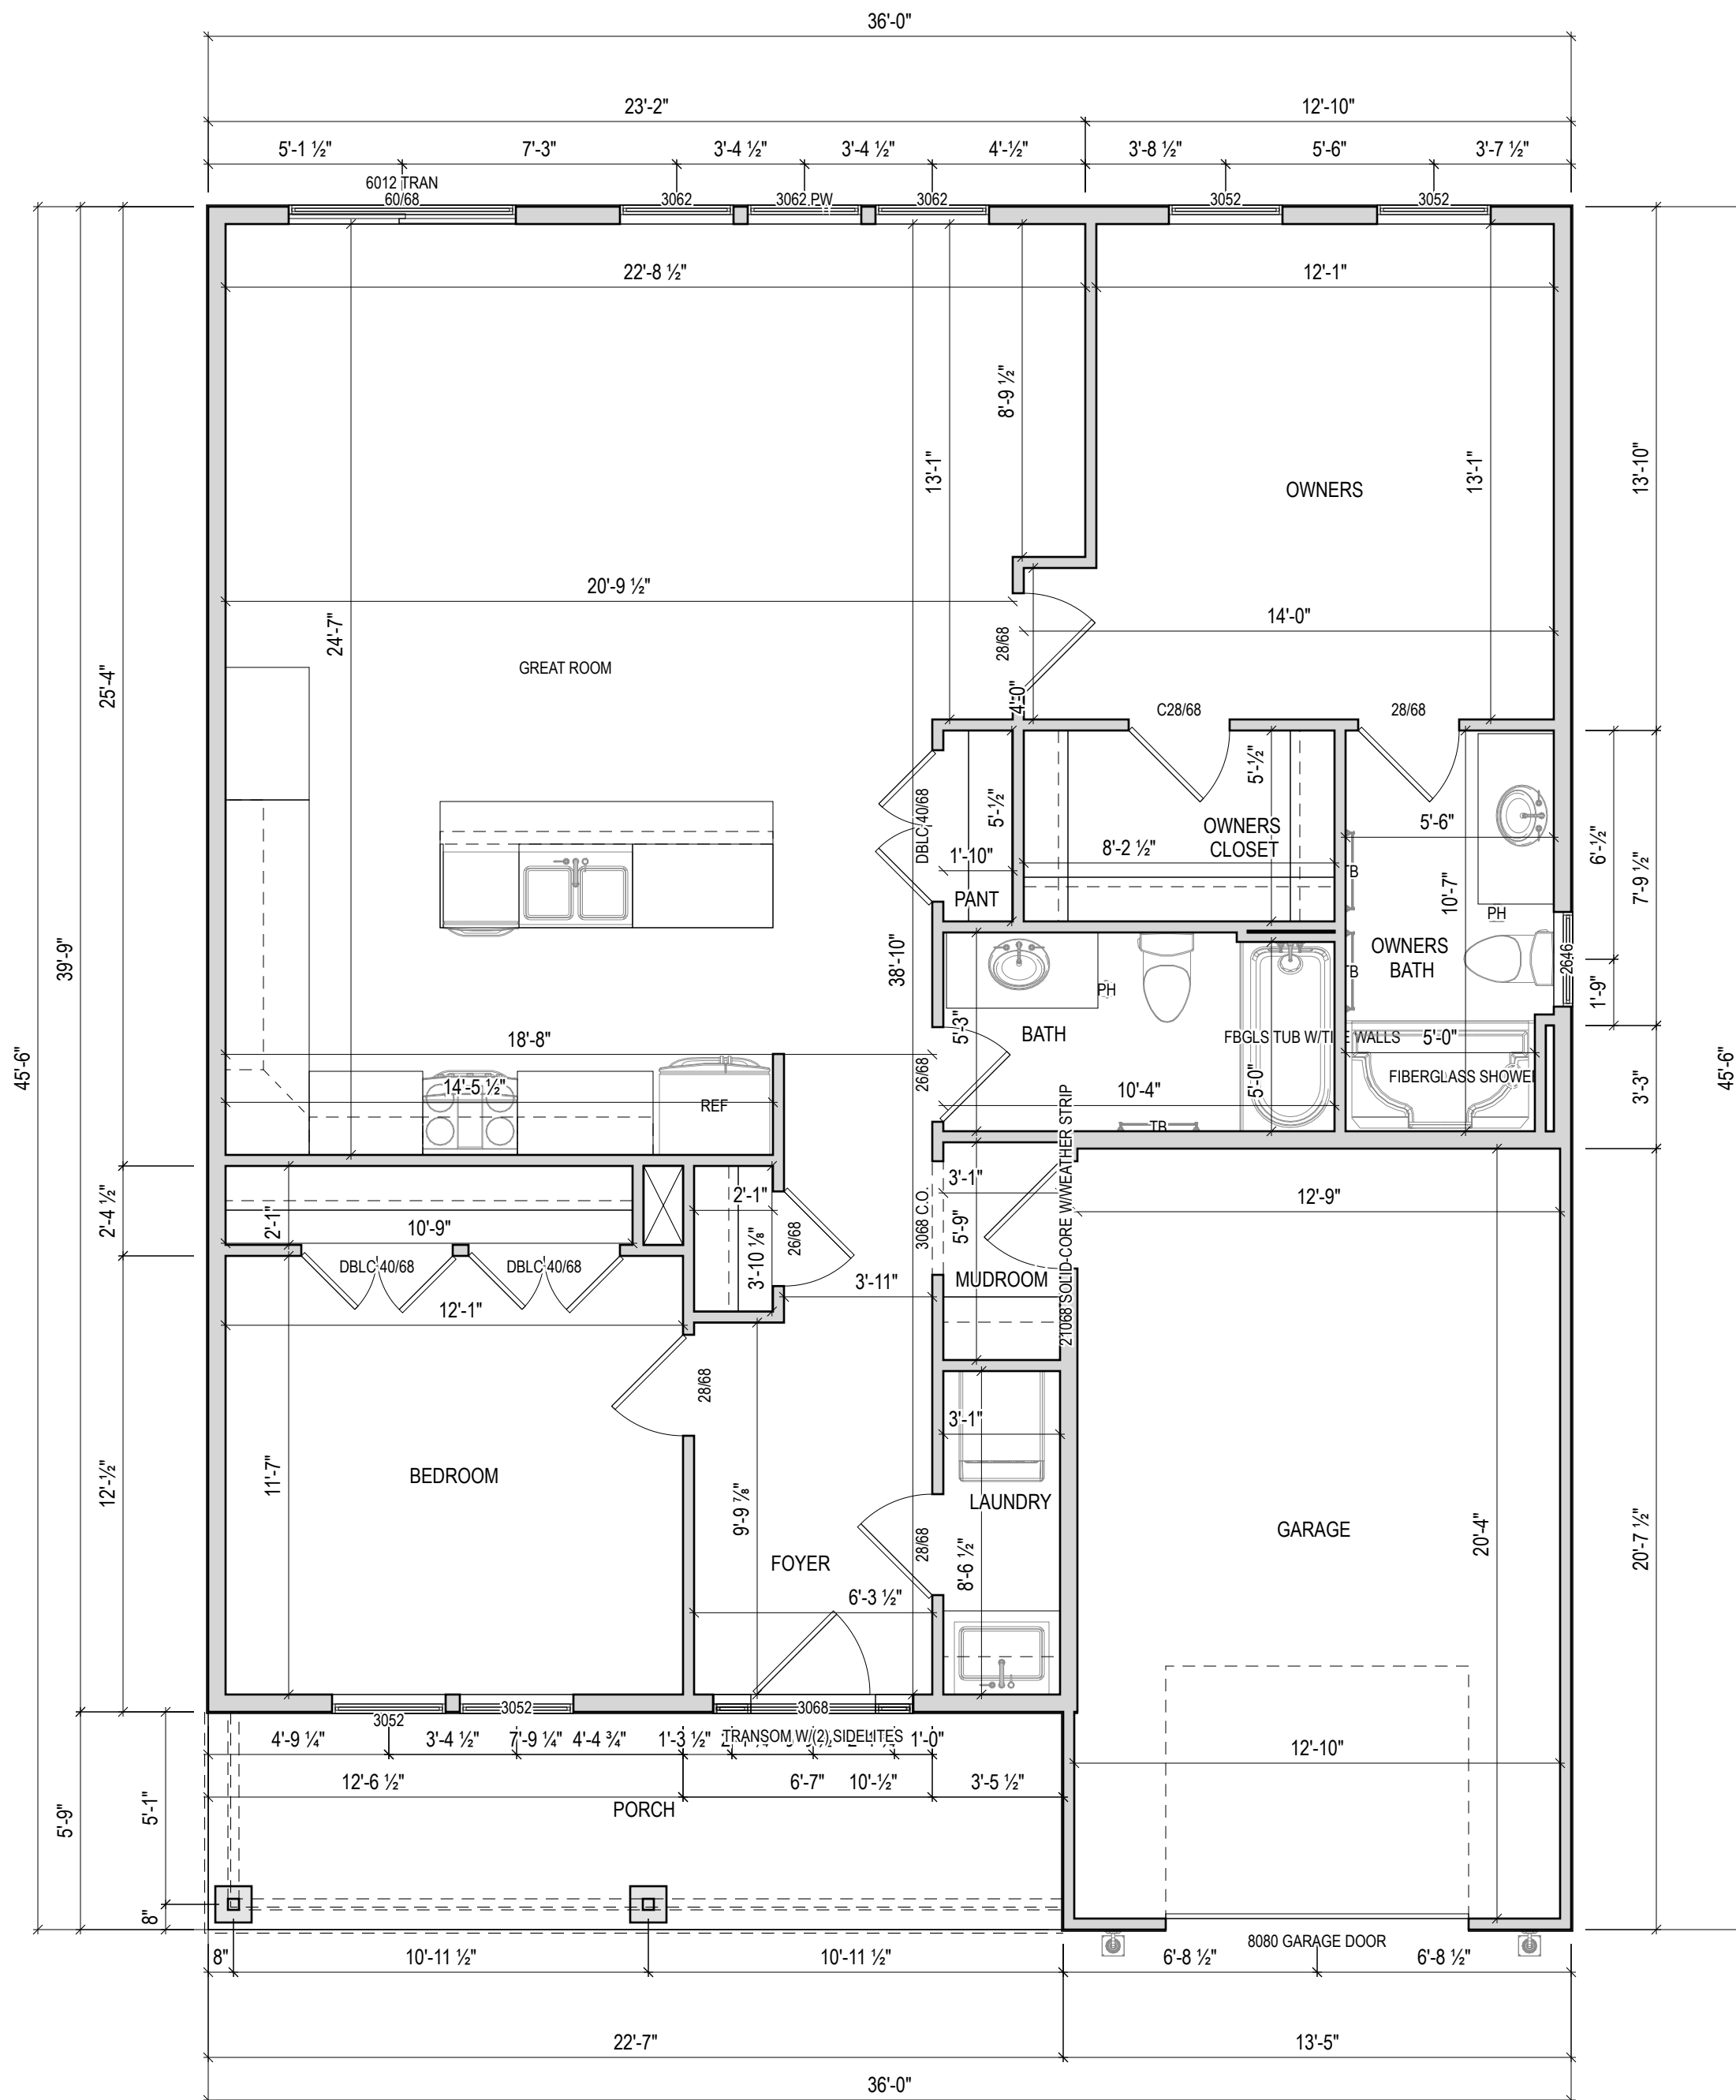 36'-0"
23'-2" 12'-10"
5'-1 ½" 7'-3" 3'-4 ½" 3'-4 ½" 4'-½" 3'-8 ½" 5'-6" 3'-7 ½"
6012 TRAN
60/68 3062 3062 PW 3062 3052 3052
22'-8 ½" 12'-1"
8'-9 ½"
13'-1"
13'-1"
13'-10"
OWNERS
20'-9 ½"
14'-0"
24'-7"
28/68
GREAT ROOM
25'-4"
4'-0"
C28/68
28/68
5'-½"
5'-½"
DBLC 40/68
OWNERS
CLOSET
5'-6"
6'-½"
8'-2 ½"
1'-10"
TB
PANT
10'-7"
PH
7'-9 ½"
39'-9"
38'-10"
OWNERS
BATH
TB
2646
1'-9"
PH
5'-3"
BATH
FBGLS TUB W/TI E WALLS
5'-0"
18'-8"
45'-6"
45'-6"
26/68
14'-5 ½"
REF
FIBERGLASS SHOWE
5'-0"
10'-4"
3'-3"
TB
21068 SOLID-CORE W/WEATHER STRIP
3'-1"
12'-9"
2'-1"
2'-4 ½"
2'-1"
10'-9"
3068 C.O.
5'-9"
26/68
3'-10 ⅛"
DBLC 40/68
DBLC 40/68
3'-11"
MUDROOM
12'-1"
28/68
3'-1"
BEDROOM
11'-7"
12'-½"
9'-9 ⅞"
LAUNDRY
GARAGE
20'-4"
20'-7 ½"
28/68
FOYER
8'-6 ½"
6'-3 ½"
3052
3052
3068
TRANSOM W/(2) SIDELITES
4'-9 ¼" 3'-4 ½" 7'-9 ¼" 4'-4 ¾" 1'-3 ½" 1'-0"
12'-10"
12'-6 ½" 6'-7" 10'-½" 3'-5 ½"
PORCH
5'-9"
5'-1"
8"
8080 GARAGE DOOR
8" 10'-11 ½" 10'-11 ½" 6'-8 ½" 6'-8 ½"
22'-7" 13'-5"
36'-0"